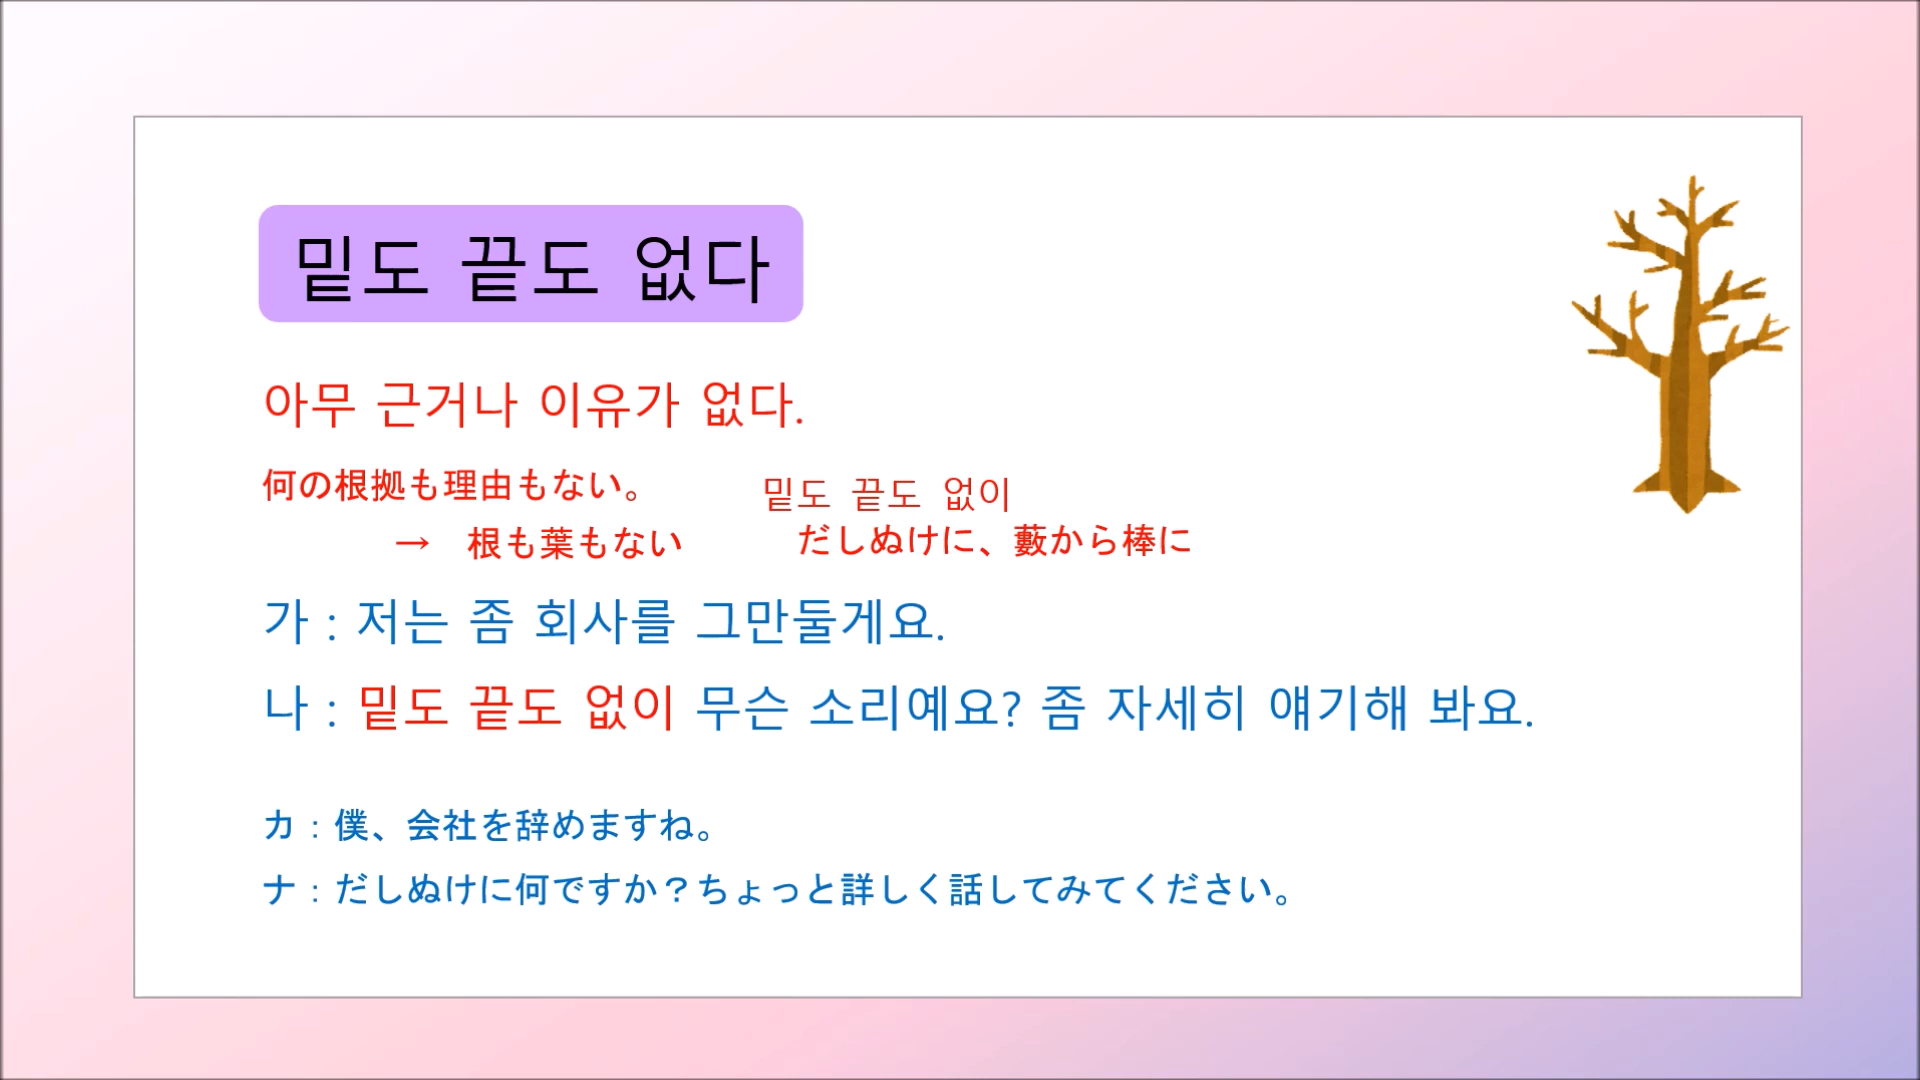 밑도 끝도 없다
아무 근거나 이유가 없다.
何の根拠も理由もない。
→　根も葉もない
밑도 끝도 없이
だしぬけに、藪から棒に
가 : 저는 좀 회사를 그만둘게요.
나 : 밑도 끝도 없이 무슨 소리예요? 좀 자세히 얘기해 봐요.
カ：僕、会社を辞めますね。
ナ：だしぬけに何ですか？ちょっと詳しく話してみてください。